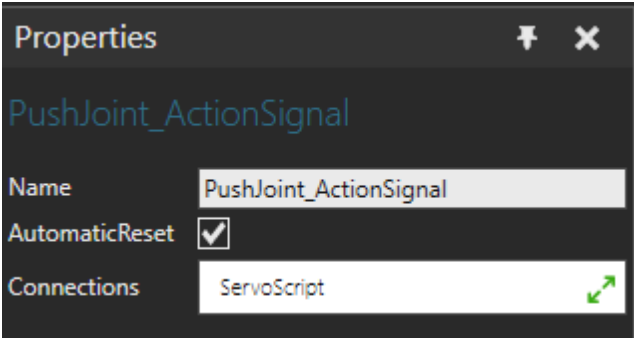 Properties
PushJoint_ActionSignal
Name PushJoint_ActionSignal
AutomaticReset
Connections ServoScript